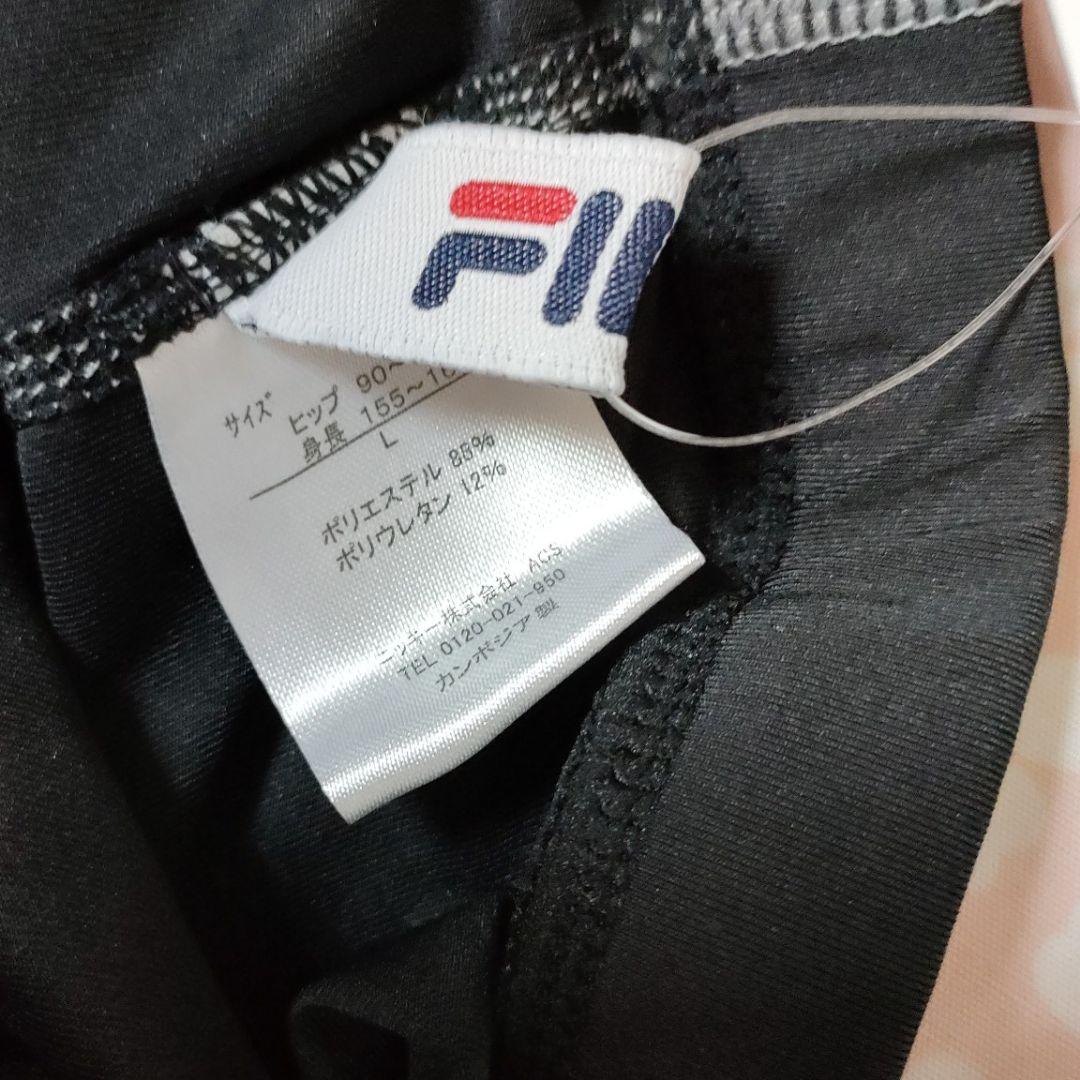 FIL
サイズ
ヒップ 90~
身長 155~16
L
ポリエステル 88%
ポリウレタン 12%
ニッキー株式会社 AGS
TEL 0120-021-950
カンボジア製